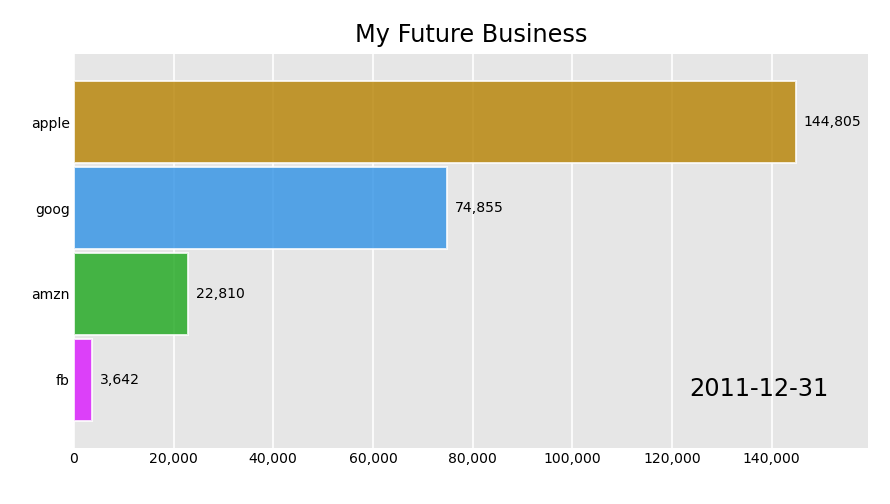 My Future Business
apple 144,805
goog 74,855
amzn 22,810
fb 3,642
2011-12-31
0 20,000 40,000 60,000 80,000 100,000 120,000 140,000